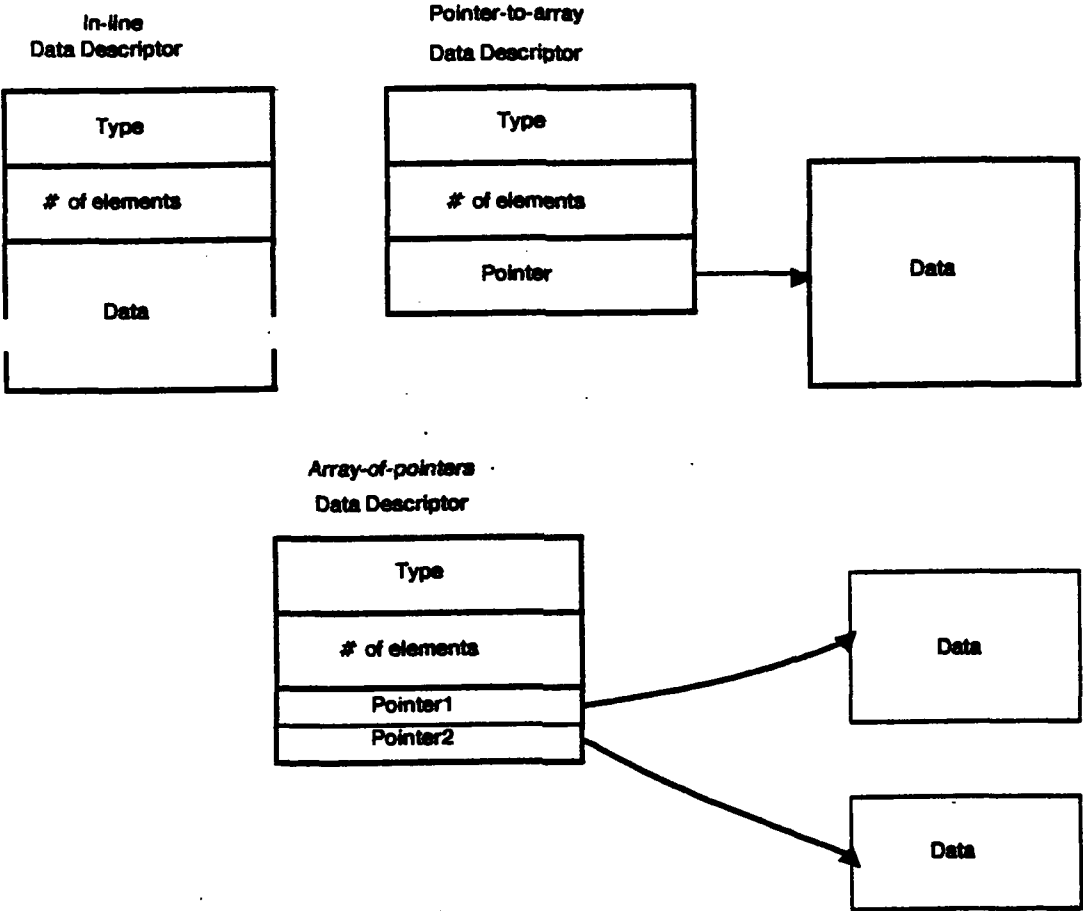 In-line
Data Descriptor
Type
# of elements
Data
Pointer-to-array
Data Descriptor
Type
# of elements
Pointer
Data
Array-of-pointers
Data Descriptor
Type
# of elements
Pointer1
Pointer2
Data
Data